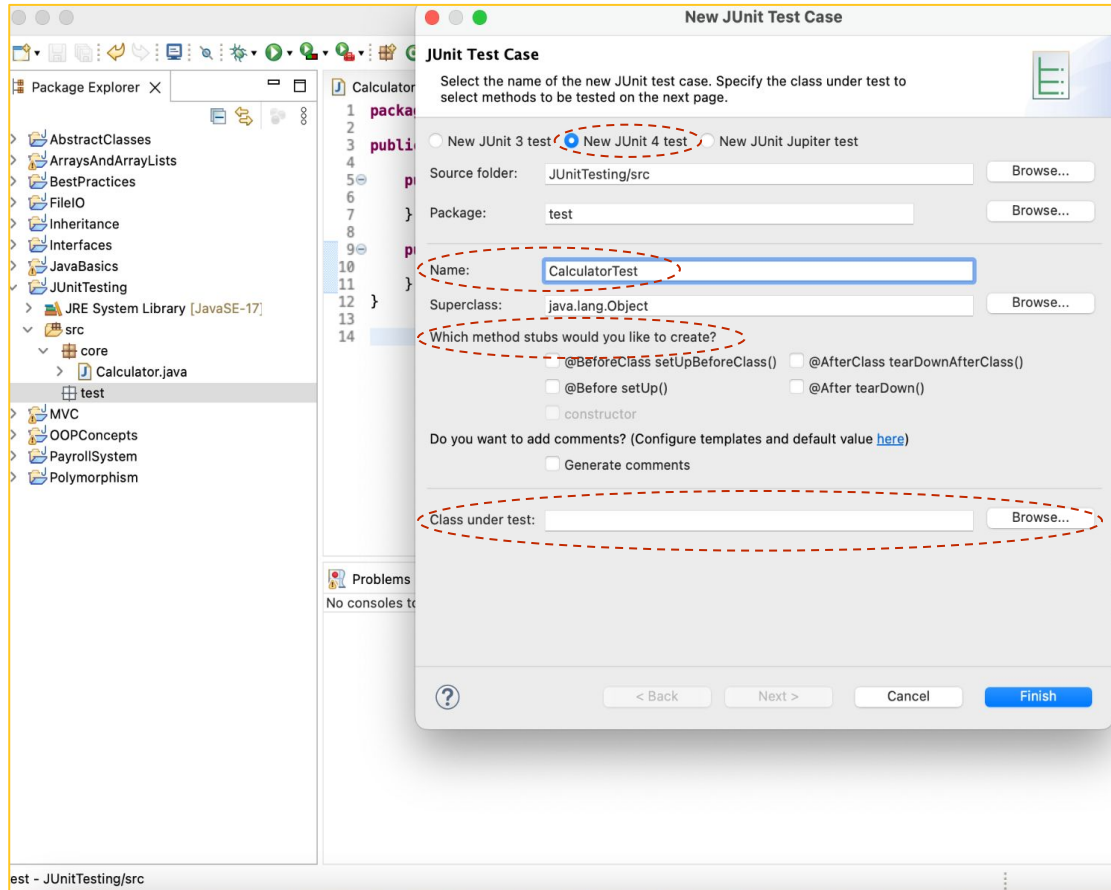 New JUnit Test Case
Package Explorer
AbstractClasses
ArraysAndArrayLists
BestPractices
FileIO
Inheritance
Interfaces
JavaBasics
JUnitTesting
JRE System Library [JavaSE-17]
src
core
Calculator.java
test
MVC
OOPConcepts
PayrollSystem
Polymorphism
Calculator
1 packa
2
3 publi
4
5 p
6
7 }
8
9 p
10
11 }
12 }
13
14
Problems
No consoles to
JUnit Test Case
Select the name of the new JUnit test case. Specify the class under test to
select methods to be tested on the next page.
New JUnit 3 test New JUnit 4 test New JUnit Jupiter test
Source folder: JUnitTesting/src Browse...
Package: test Browse...
Name: CalculatorTest
Superclass: java.lang.Object Browse...
Which method stubs would you like to create?
@BeforeClass setUpBeforeClass() @AfterClass tearDownAfterClass()
@Before setUp() @After tearDown()
constructor
Do you want to add comments? (Configure templates and default value here)
Generate comments
Class under test: Browse...
? < Back Next > Cancel Finish
est - JUnitTesting/src